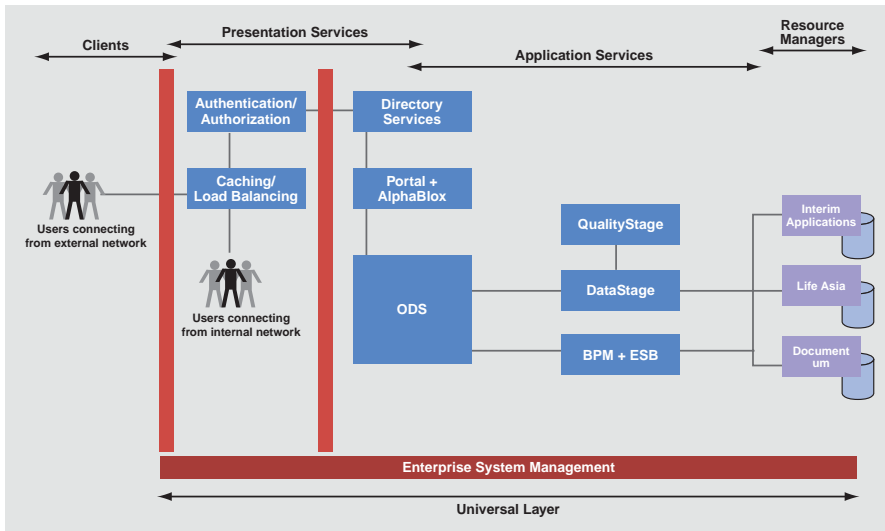 Clients
Presentation Services
Application Services
Resource
Managers
Authentication/
Authorization
Directory
Services
Caching/
Load Balancing
Portal +
AlphaBlox
Users connecting
from external network
Users connecting
from internal network
ODS
QualityStage
DataStage
BPM + ESB
Interim
Applications
Life Asia
Document
um
Enterprise System Management
Universal Layer